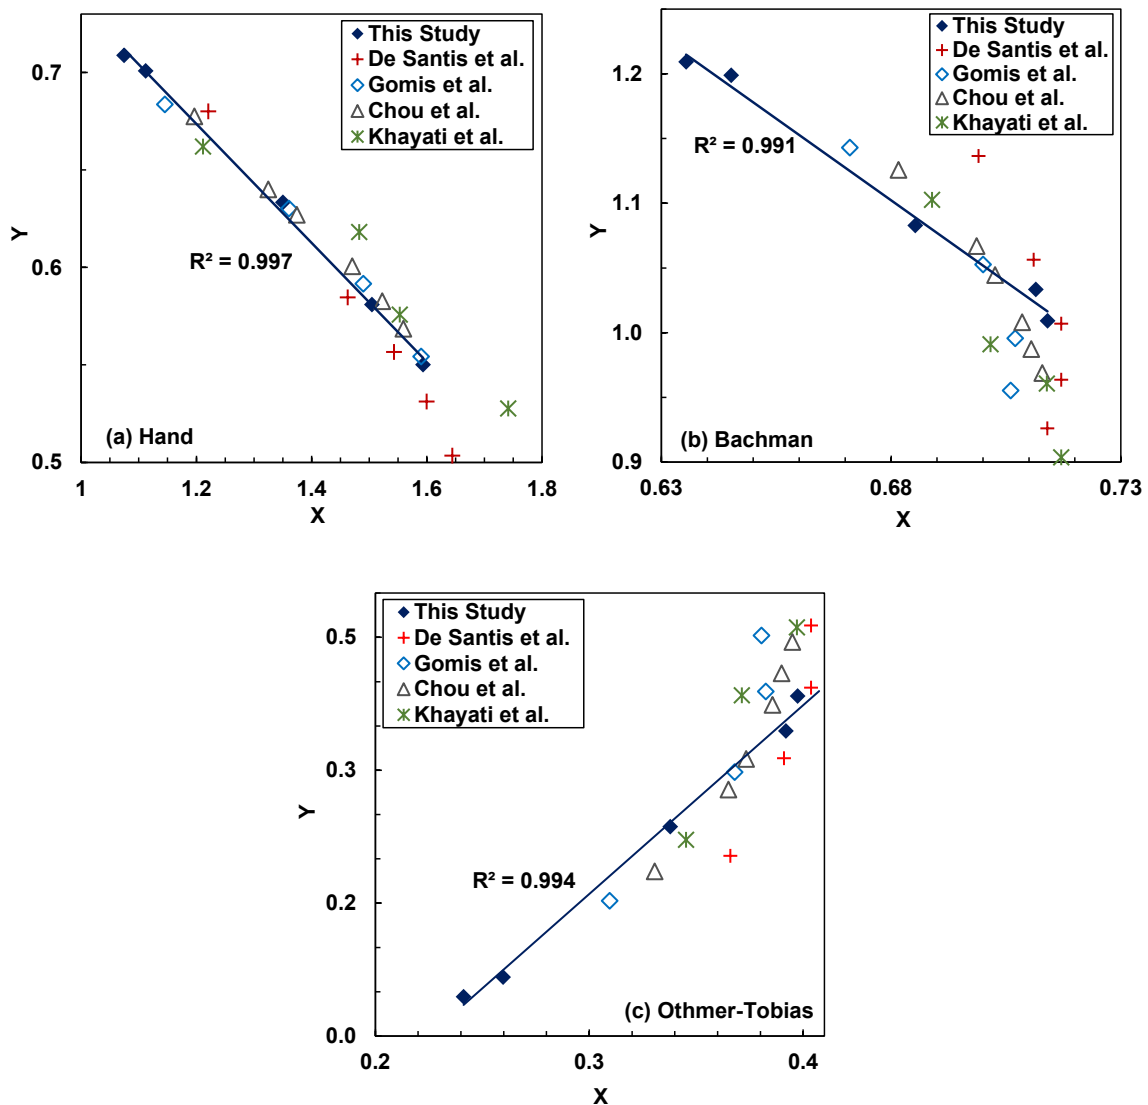 This Study
De Santis et al.
Gomis et al.
Chou et al.
Khayati et al.
0.7
0.6
0.5
Y
R² = 0.997
(a) Hand
1
1.2
1.4
1.6
1.8
X
This Study
De Santis et al.
Gomis et al.
Chou et al.
Khayati et al.
1.2
1.1
1.0
0.9
Y
R² = 0.991
(b) Bachman
0.63
0.68
0.73
X
This Study
De Santis et al.
Gomis et al.
Chou et al.
Khayati et al.
0.5
0.3
0.2
0.0
Y
R² = 0.994
(c) Othmer-Tobias
0.2
0.3
0.4
X